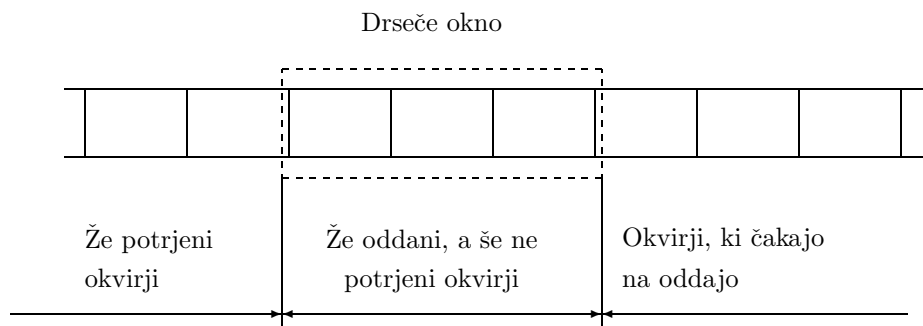 Drseče okno
Že potrjeni
okvirji
Že oddani, a še ne
potrjeni okvirji
Okvirji, ki čakajo
na oddajo